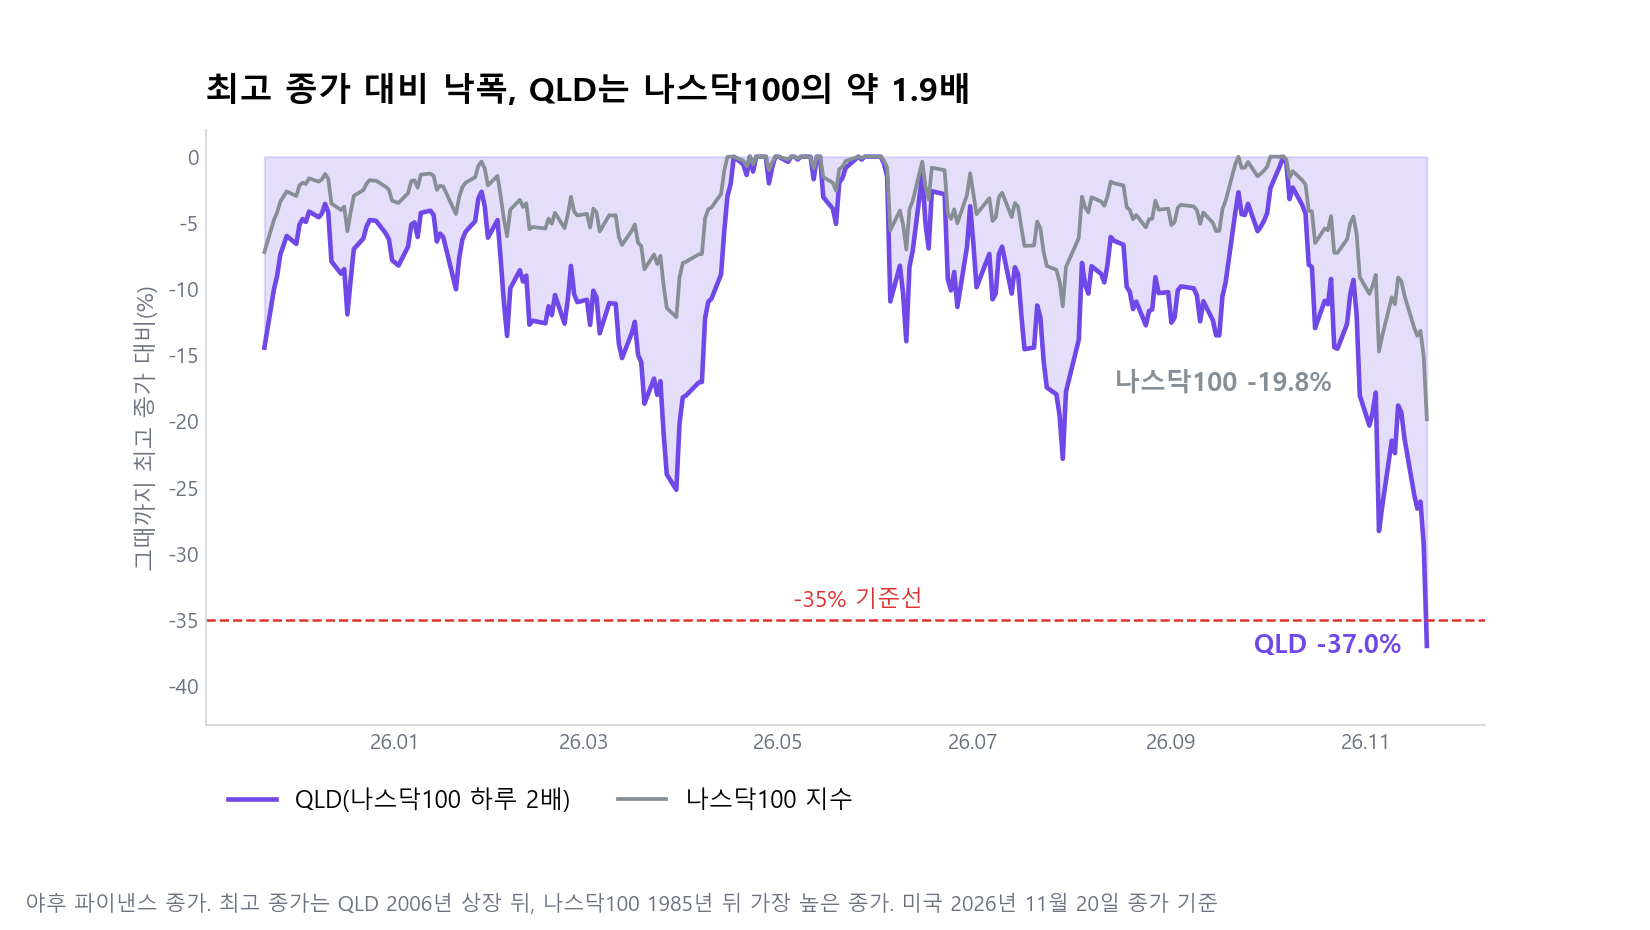 최고 종가 대비 낙폭, QLD는 나스닥100의 약 1.9배
그때까지 최고 종가 대비(%)
0
-5
-10
-15
-20
-25
-30
-35
-40
나스닥100 -19.8%
-35% 기준선
QLD -37.0%
26.01 26.03 26.05 26.07 26.09 26.11
QLD(나스닥100 하루 2배) 나스닥100 지수
야후 파이낸스 종가. 최고 종가는 QLD 2006년 상장 뒤, 나스닥100 1985년 뒤 가장 높은 종가. 미국 2026년 11월 20일 종가 기준